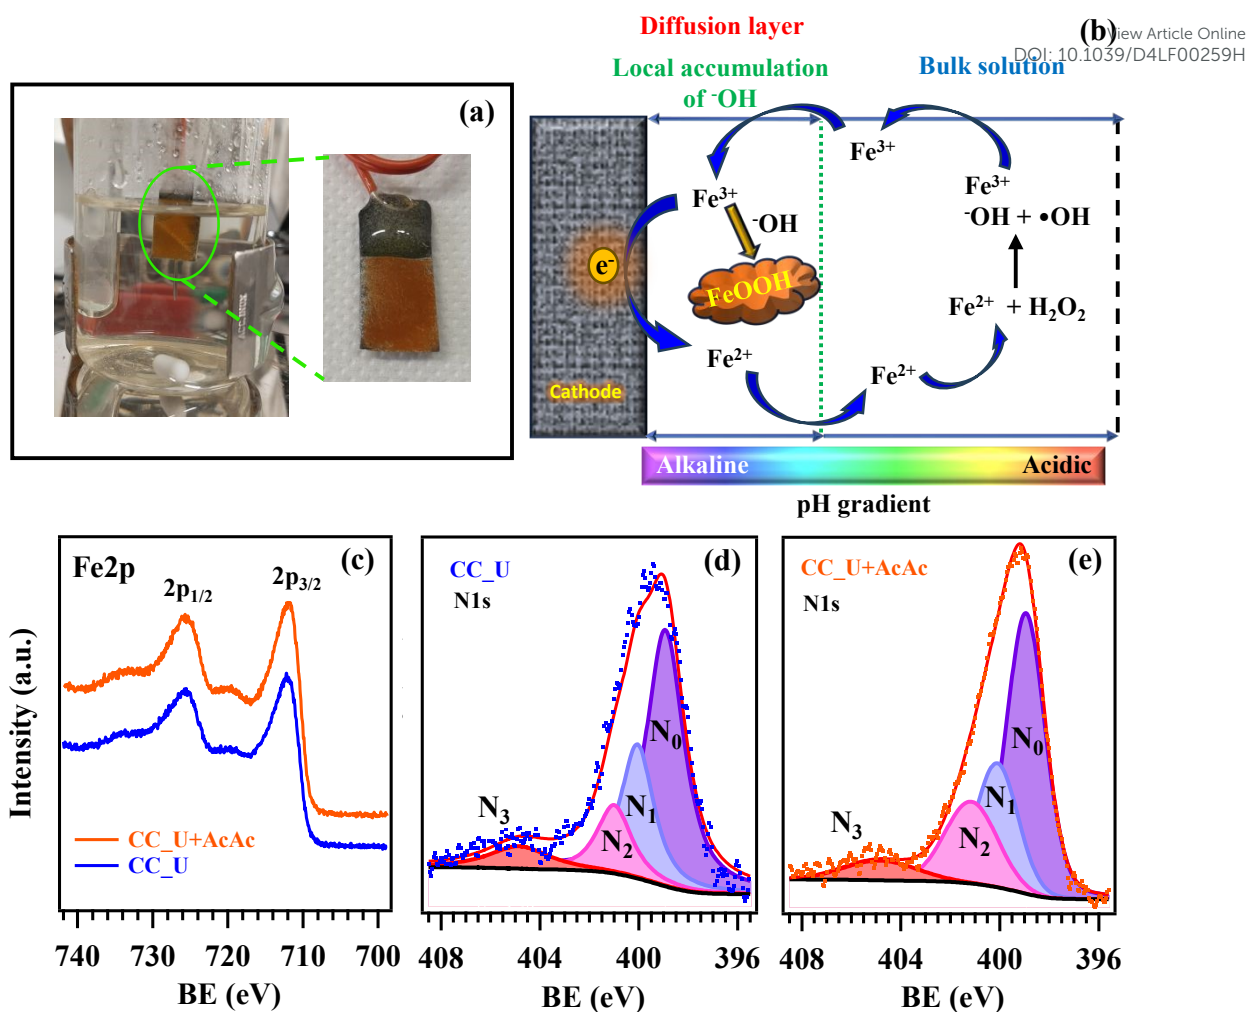 View Article Online
DOI: 10.1039/D4LF00259H
(a)
(b)
Diffusion layer
Local accumulation
of ⁻OH
Bulk solution
Fe³⁺
Fe³⁺
Fe³⁺
⁻OH + •OH
⁻OH
e⁻
FeOOH
Fe²⁺ + H₂O₂
Fe²⁺
Fe²⁺
Cathode
Alkaline
Acidic
pH gradient
(c)
Fe2p
2p₁/₂
2p₃/₂
Intensity (a.u.)
CC_U+AcAc
CC_U
740 730 720 710 700
BE (eV)
(d)
CC_U
N1s
N₀
N₁
N₂
N₃
408 404 400 396
BE (eV)
(e)
CC_U+AcAc
N1s
N₀
N₁
N₂
N₃
408 404 400 396
BE (eV)